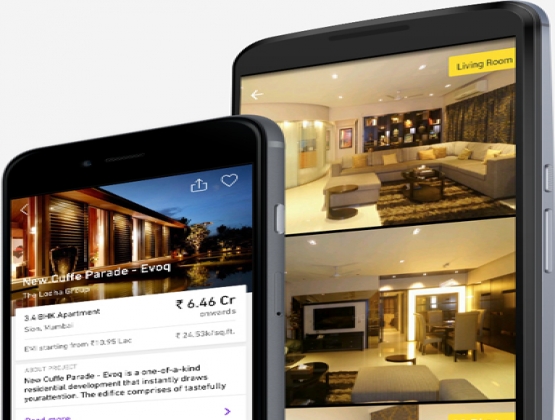 Living Room
New Cuffe Parade - Evoq
The Lodha Group
3,4 BHK Apartment
₹ 6.46 Cr
onwards
Sion, Mumbai
EMI starting from ₹10.95 Lac
₹ 24.53k/sq.ft.
ABOUT PROJECT
New Cuffe Parade - Evoq is a one-of-a-kind
residential development that instantly draws
yourattention. The edifice comprises of tastefully
Read more